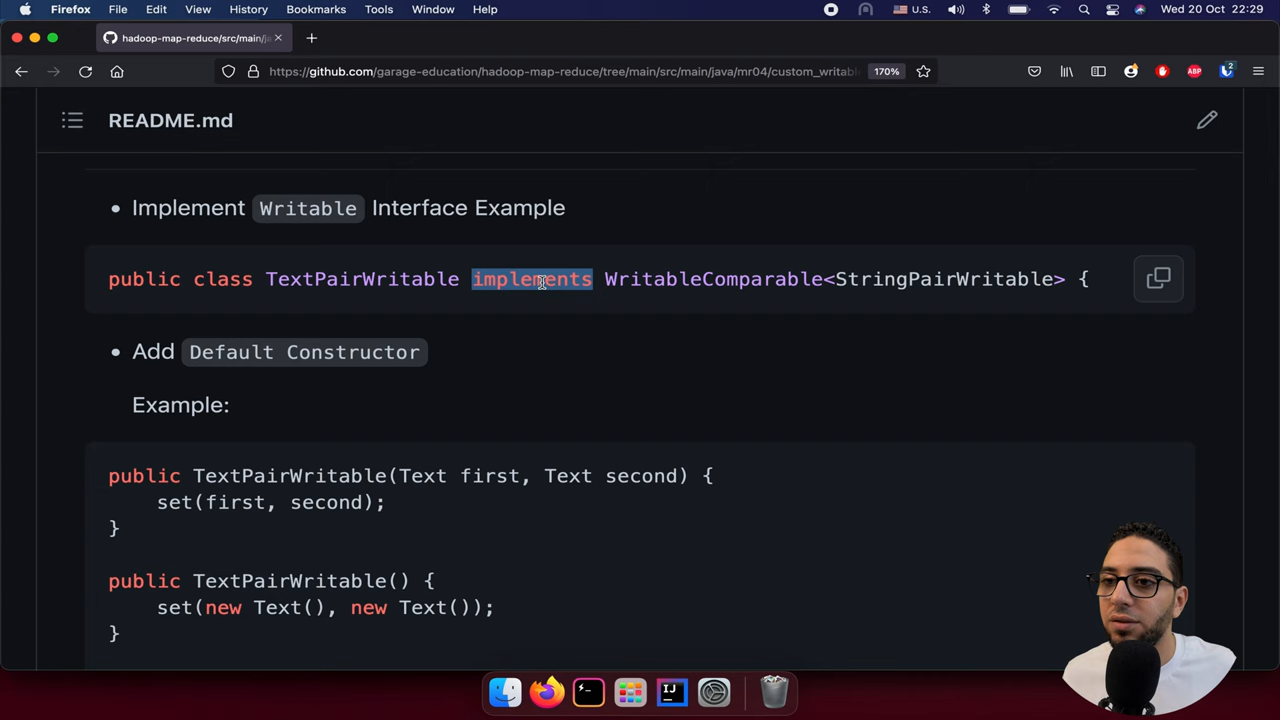 Firefox File Edit View History Bookmarks Tools Window Help U.S. Wed 20 Oct 22:29
hadoop-map-reduce/src/main/j
https://github.com/garage-education/hadoop-map-reduce/tree/main/src/main/java/mr04/custom_writab 170% ABP 2
README.md
• Implement Writable Interface Example
public class TextPairWritable implements WritableComparable<StringPairWritable> {
• Add Default Constructor
Example:
public TextPairWritable(Text first, Text second) {
set(first, second);
}
public TextPairWritable() {
set(new Text(), new Text());
}
IJ